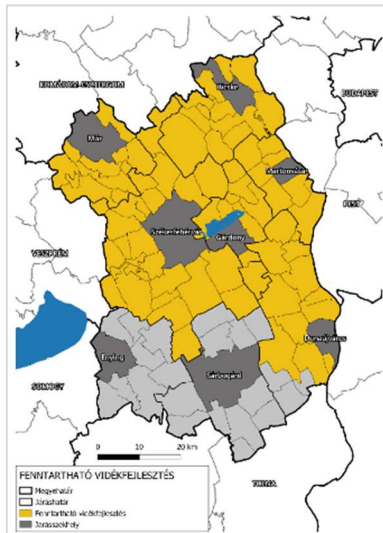 KOMÁROM-ESZTERGOM
Bicske
BUDAPEST
Mór
Martonvásár
PEST
Székesfehérvár
Gárdony
VESZPRÉM
Dunaújváros
Enying
Sárbogárd
SOMOGY
0 10 20 km
TOLNA
FENNTARTHATÓ VIDÉKFEJLESZTÉS
Megyehatár
Járáshatár
Fenntartható vidékfejlesztés
Járásszékhely